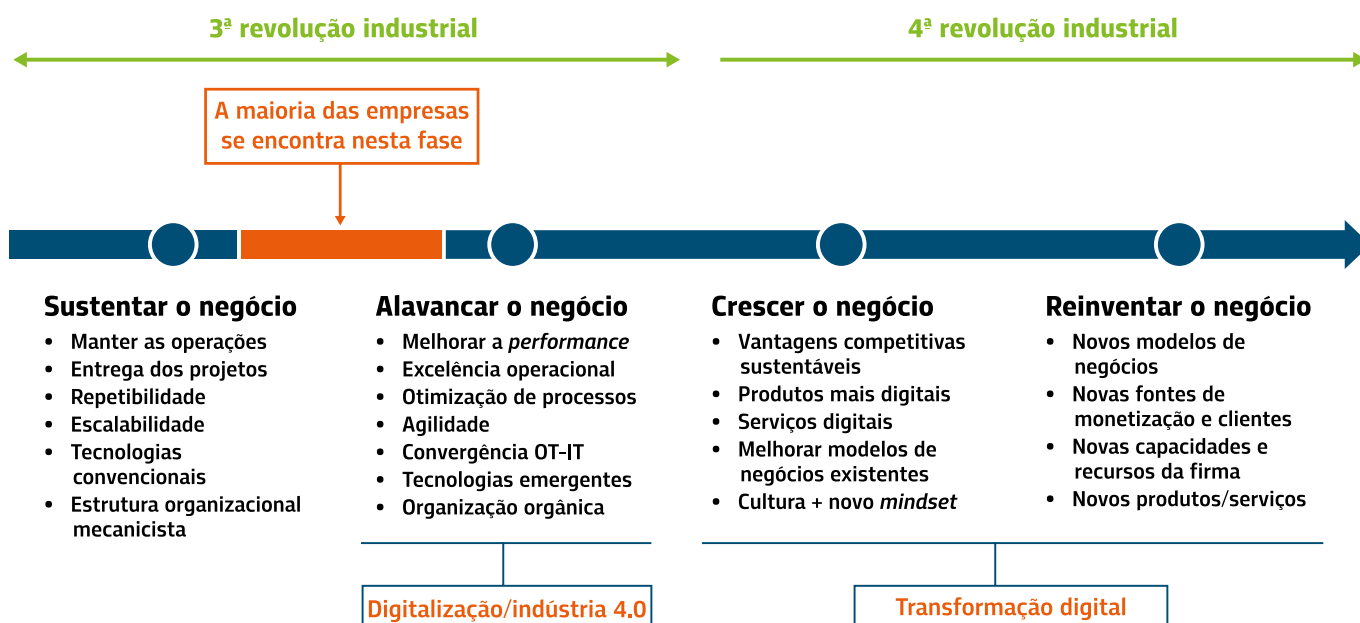 3ª revolução industrial
4ª revolução industrial
A maioria das empresas
se encontra nesta fase
Sustentar o negócio
• Manter as operações
• Entrega dos projetos
• Repetibilidade
• Escalabilidade
• Tecnologias
convencionais
• Estrutura organizacional
mecanicista
Alavancar o negócio
• Melhorar a performance
• Excelência operacional
• Otimização de processos
• Agilidade
• Convergência OT-IT
• Tecnologias emergentes
• Organização orgânica
Digitalização/indústria 4.0
Crescer o negócio
• Vantagens competitivas
sustentáveis
• Produtos mais digitais
• Serviços digitais
• Melhorar modelos de
negócios existentes
• Cultura + novo mindset
Reinventar o negócio
• Novos modelos de
negócios
• Novas fontes de
monetização e clientes
• Novas capacidades e
recursos da firma
• Novos produtos/serviços
Transformação digital